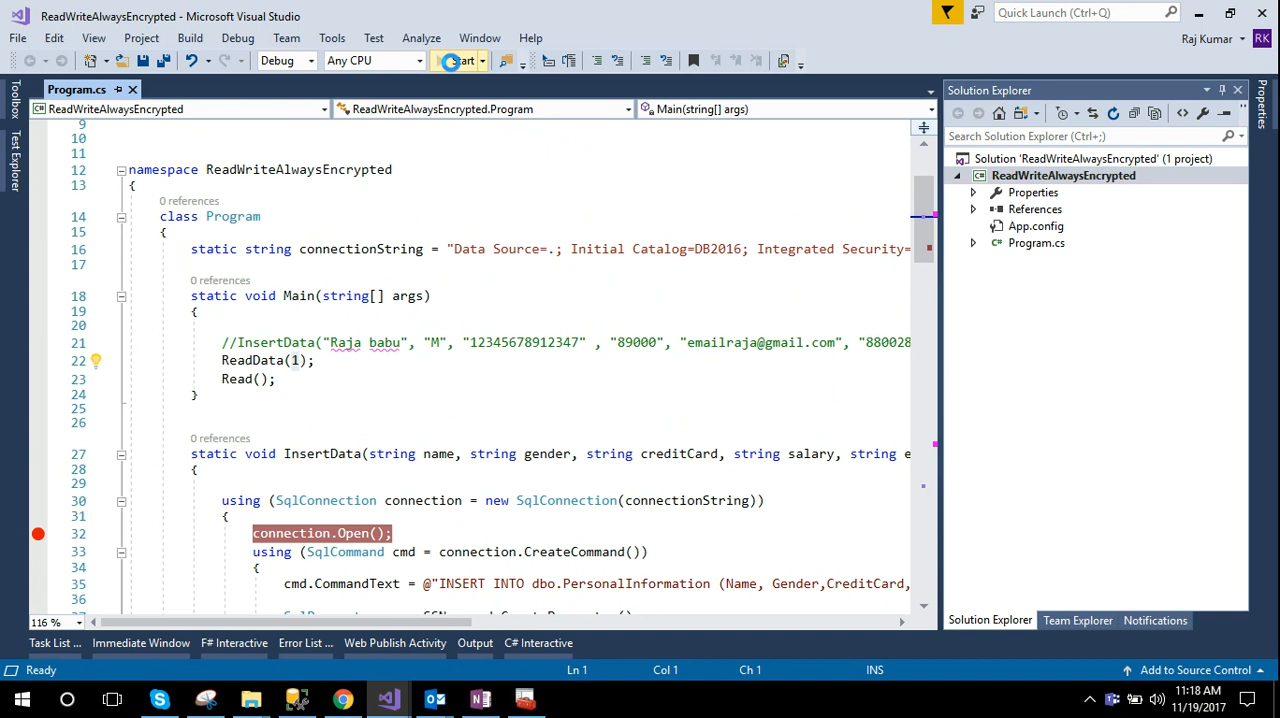 ReadWriteAlwaysEncrypted - Microsoft Visual Studio
Quick Launch (Ctrl+Q)
File Edit View Project Build Debug Team Tools Test Analyze Window Help
Raj Kumar RK
Debug Any CPU Start
Toolbox
Test Explorer
Program.cs
ReadWriteAlwaysEncrypted ReadWriteAlwaysEncrypted.Program Main(string[] args)
9
10
11
12 namespace ReadWriteAlwaysEncrypted
13 {
0 references
14 class Program
15 {
16 static string connectionString = "Data Source=.; Initial Catalog=DB2016; Integrated Security=
17
0 references
18 static void Main(string[] args)
19 {
20
21 //InsertData("Raja babu", "M", "12345678912347" , "89000", "emailraja@gmail.com", "880028
22 ReadData(1);
23 Read();
24 }
25
26
0 references
27 static void InsertData(string name, string gender, string creditCard, string salary, string e
28 {
29
30 using (SqlConnection connection = new SqlConnection(connectionString))
31 {
32 connection.Open();
33 using (SqlCommand cmd = connection.CreateCommand())
34 {
35 cmd.CommandText = @"INSERT INTO dbo.PersonalInformation (Name, Gender,CreditCard,
36
116 %
Solution Explorer
Search Solution Explorer (Ctrl+;)
Solution 'ReadWriteAlwaysEncrypted' (1 project)
ReadWriteAlwaysEncrypted
Properties
References
App.config
Program.cs
Properties
Solution Explorer Team Explorer Notifications
Task List ... Immediate Window F# Interactive Error List ... Web Publish Activity Output C# Interactive
Ready Ln 1 Col 1 Ch 1 INS Add to Source Control
11:18 AM
11/19/2017